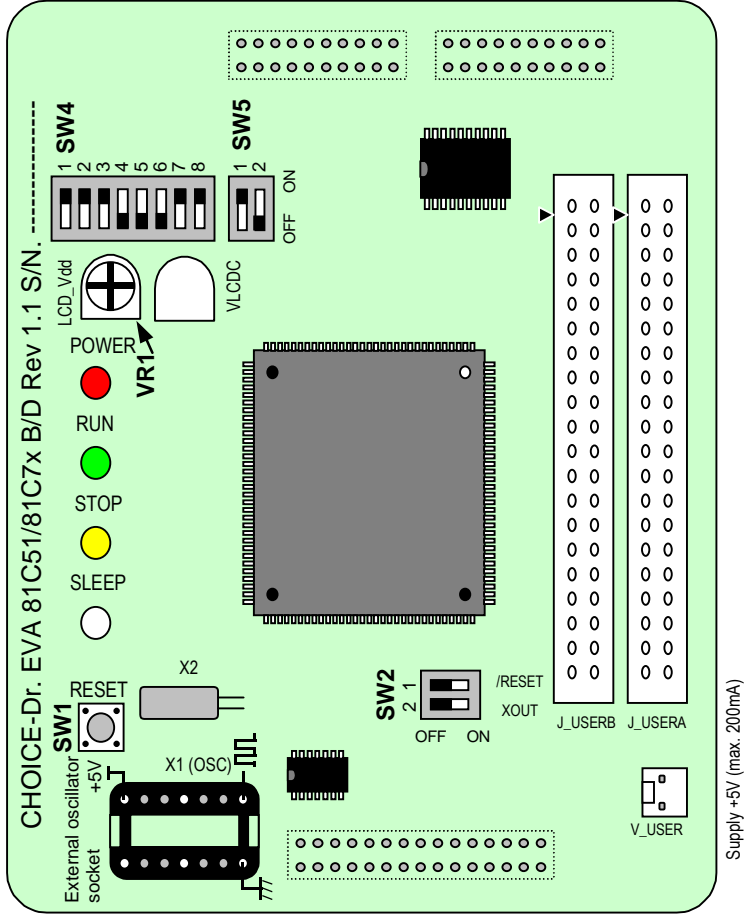 CHOICE-Dr. EVA 81C51/81C7x B/D Rev 1.1 S/N. ---------------
SW4
1 2 3 4 5 6 7 8
SW5
1 2
OFF ON
LCD_Vdd
VLCDC
VR1
POWER
RUN
STOP
SLEEP
RESET
SW1
X2
X1 (OSC)
+5V
External oscillator
socket
SW2
2 1
/RESET
XOUT
OFF ON
J_USERB
J_USERA
V_USER
Supply +5V (max. 200mA)